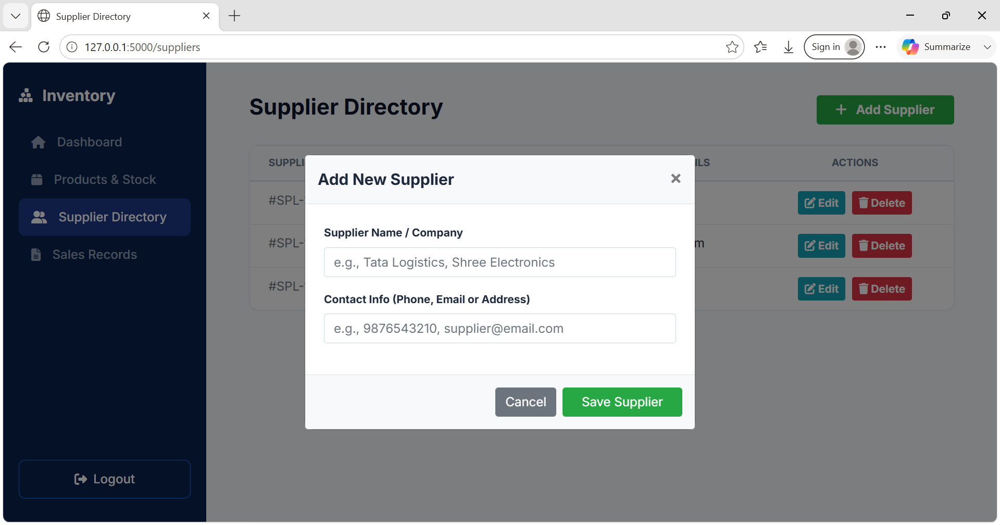 Supplier Directory
127.0.0.1:5000/suppliers
Sign in
Summarize
Inventory
Dashboard
Products & Stock
Supplier Directory
Sales Records
Logout
Supplier Directory
Add Supplier
ACTIONS
#SPL-
Edit
Delete
#SPL-
Edit
Delete
#SPL-
Edit
Delete
Add New Supplier
Supplier Name / Company
e.g., Tata Logistics, Shree Electronics
Contact Info (Phone, Email or Address)
e.g., 9876543210, supplier@email.com
Cancel
Save Supplier